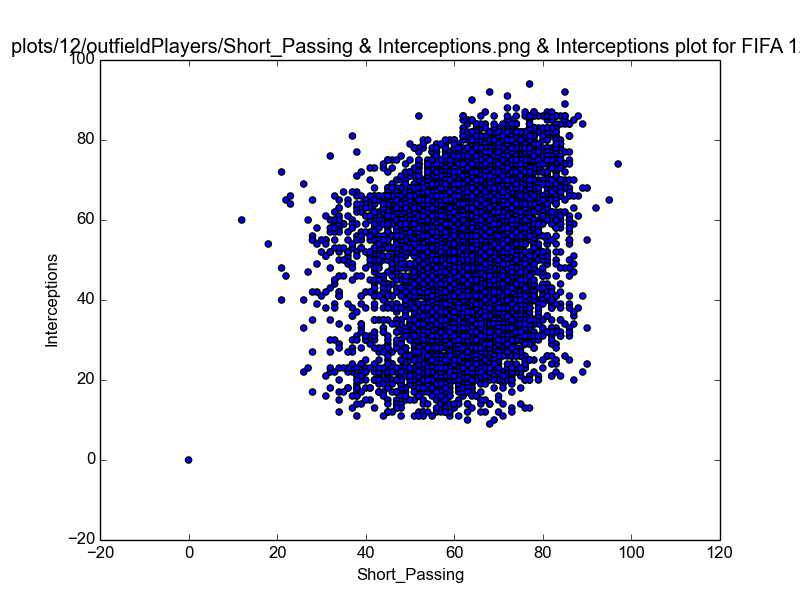 plots/12/outfieldPlayers/Short_Passing & Interceptions.png & Interceptions plot for FIFA 1
100
80
60
40
20
0
−20
Interceptions
−20 0 20 40 60 80 100 120
Short_Passing